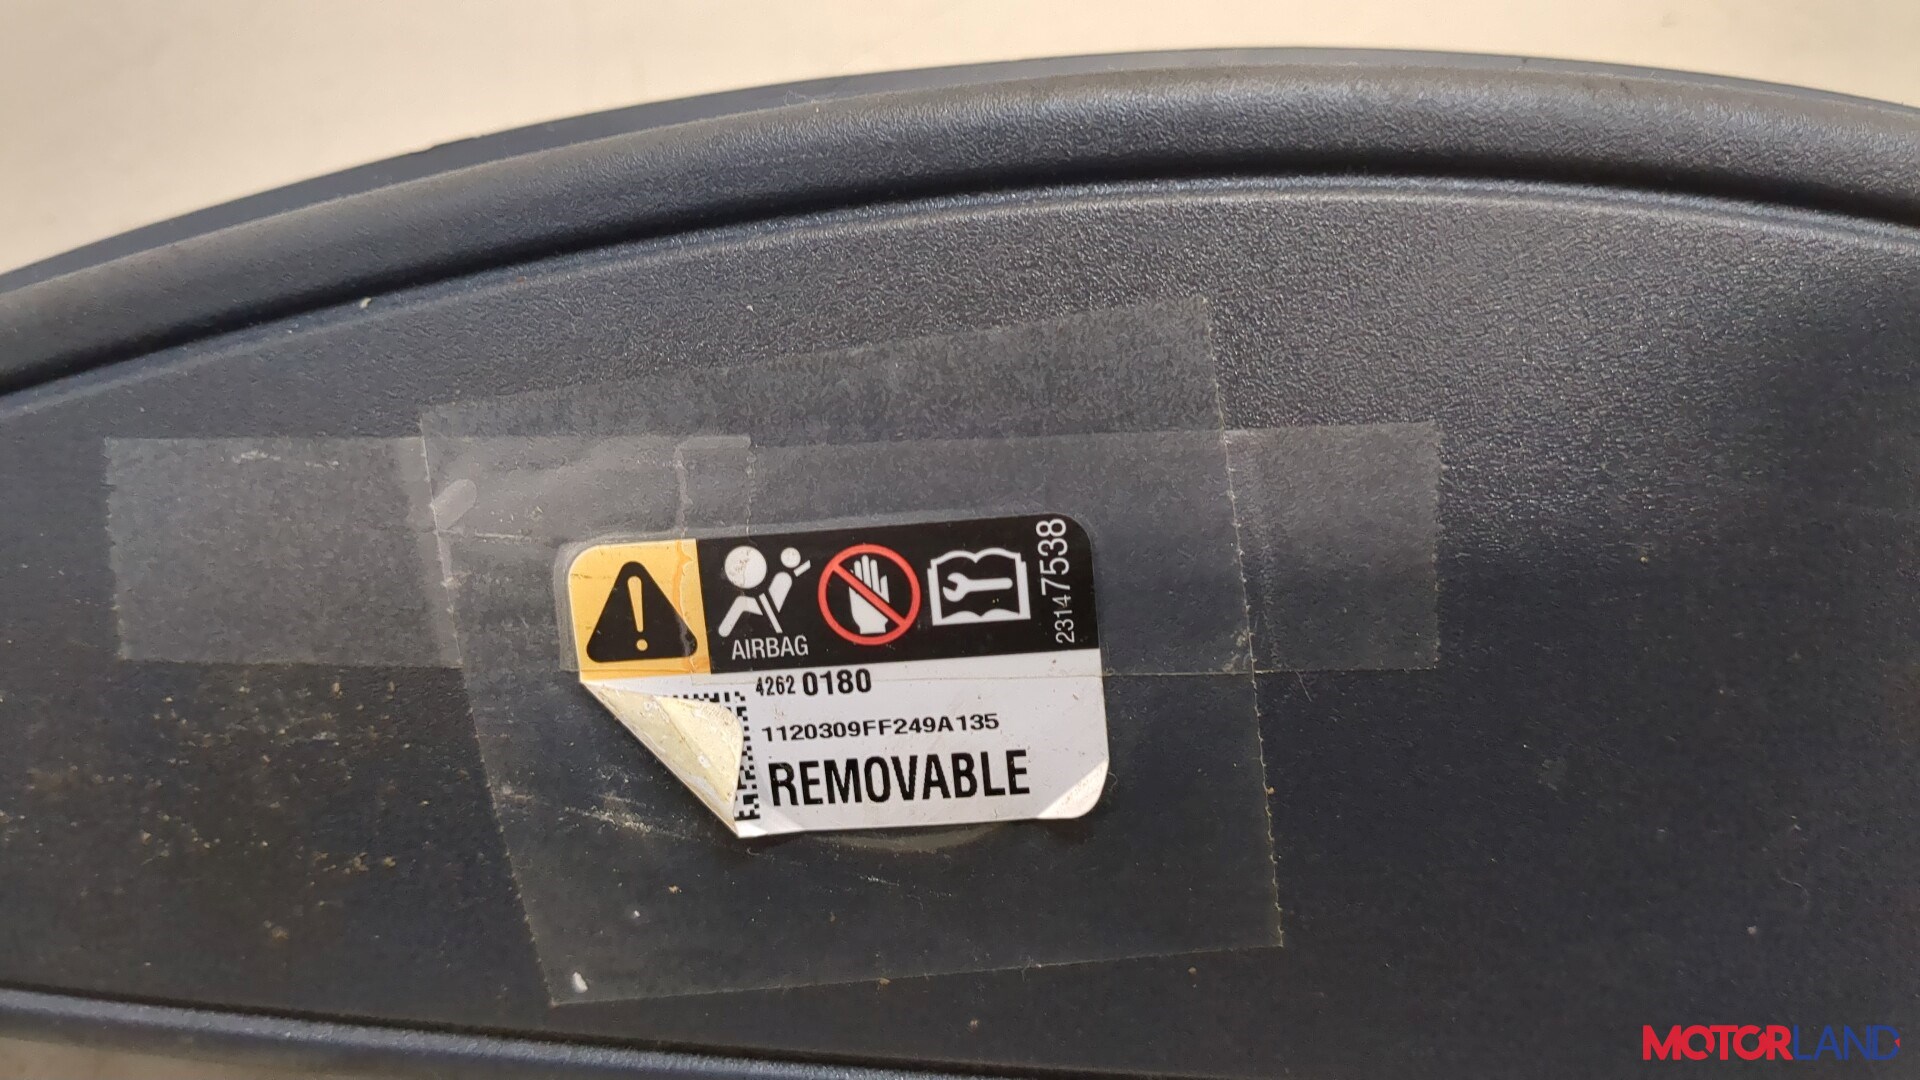 AIRBAG
23147538
4262 0180
1120309FF249A135
REMOVABLE
MOTORLAND